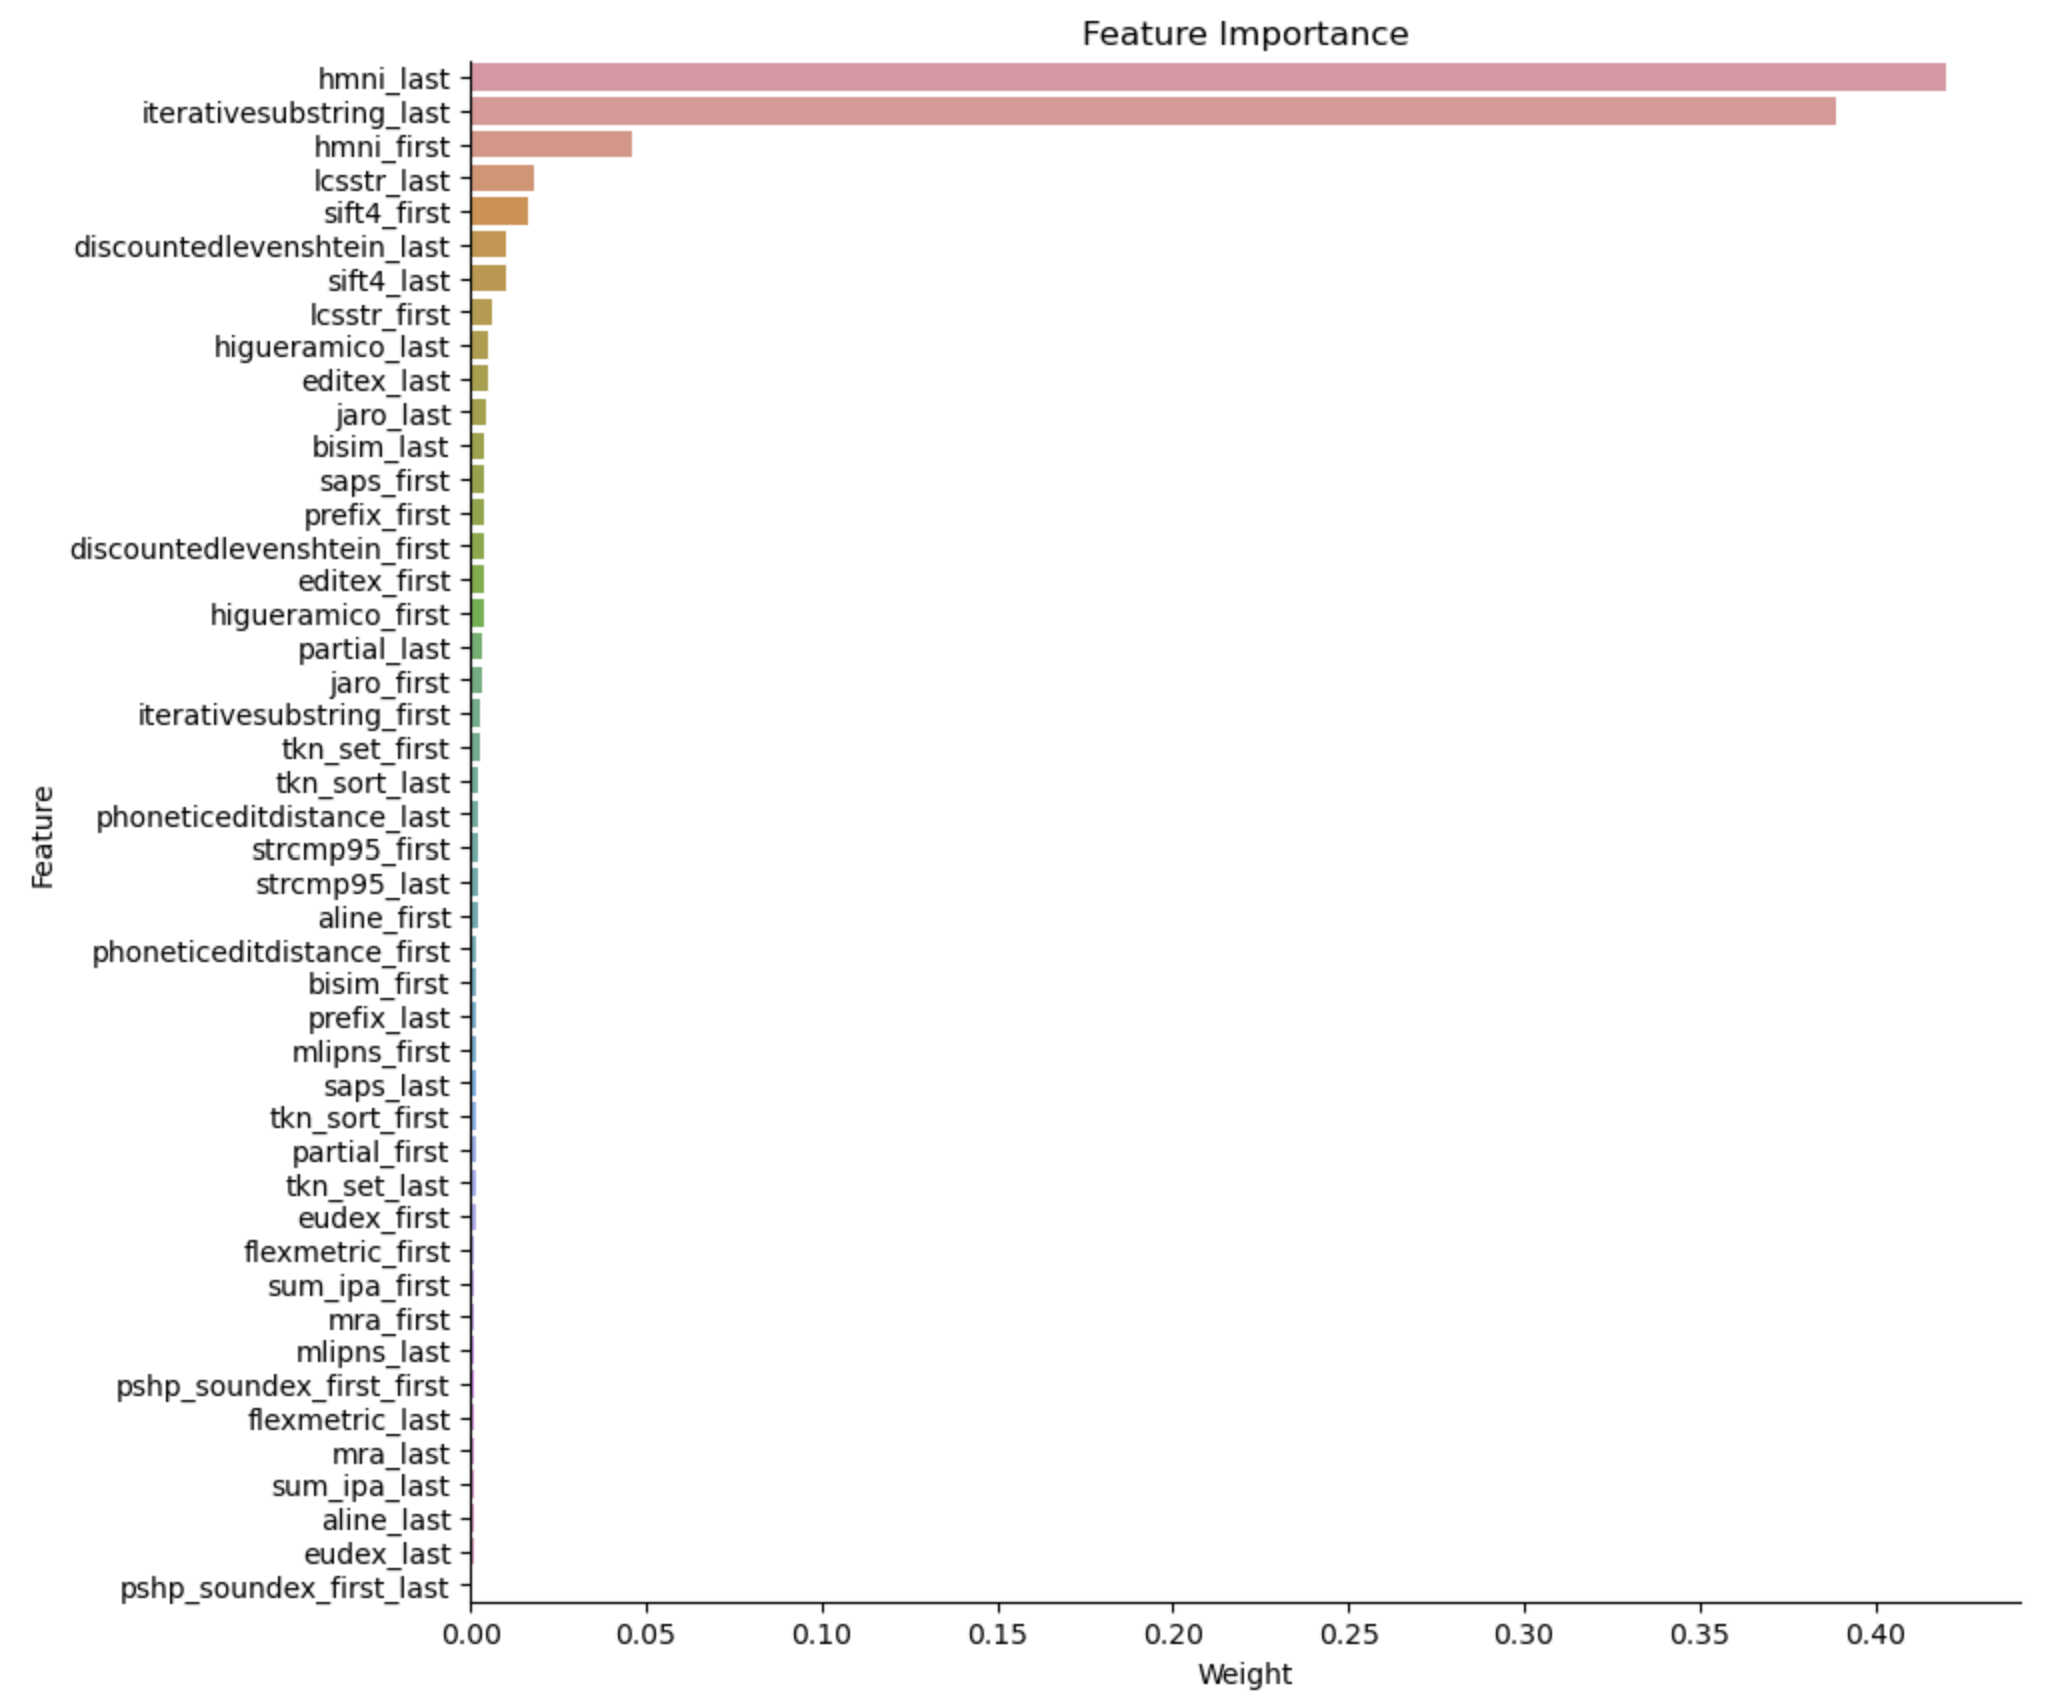 Feature Importance
hmni_last
iterativesubstring_last
hmni_first
lcsstr_last
sift4_first
discountedlevenshtein_last
sift4_last
lcsstr_first
higueramico_last
editex_last
jaro_last
bisim_last
saps_first
prefix_first
discountedlevenshtein_first
editex_first
higueramico_first
partial_last
jaro_first
iterativesubstring_first
tkn_set_first
tkn_sort_last
phoneticeditdistance_last
strcmp95_first
strcmp95_last
aline_first
phoneticeditdistance_first
bisim_first
prefix_last
mlipns_first
saps_last
tkn_sort_first
partial_first
tkn_set_last
eudex_first
flexmetric_first
sum_ipa_first
mra_first
mlipns_last
pshp_soundex_first_first
flexmetric_last
mra_last
sum_ipa_last
aline_last
eudex_last
pshp_soundex_first_last
Feature
0.00 0.05 0.10 0.15 0.20 0.25 0.30 0.35 0.40
Weight